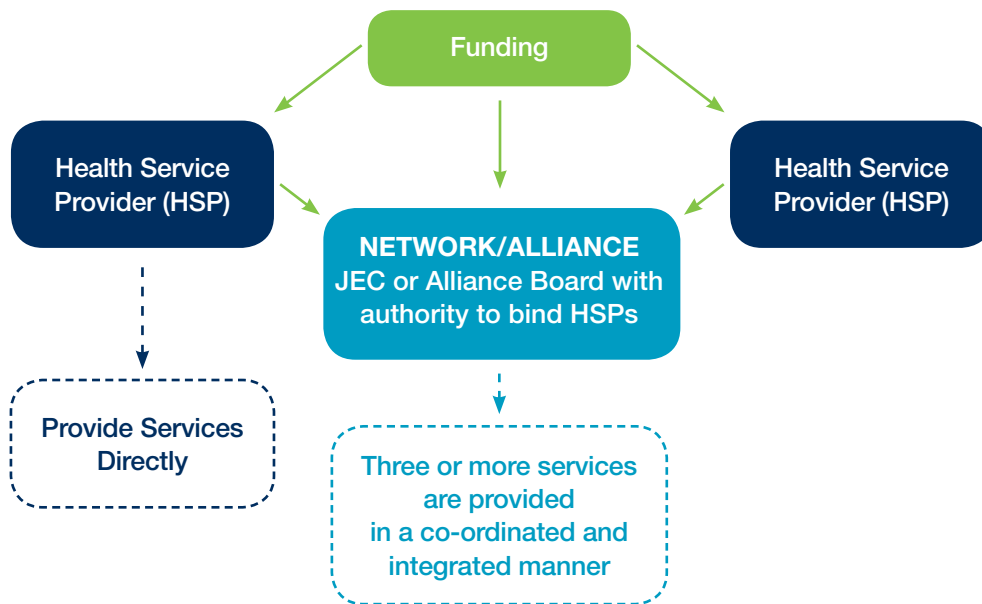 Funding
Health Service
Provider (HSP)
Health Service
Provider (HSP)
NETWORK/ALLIANCE
JEC or Alliance Board with
authority to bind HSPs
Provide Services
Directly
Three or more services
are provided
in a co-ordinated and
integrated manner